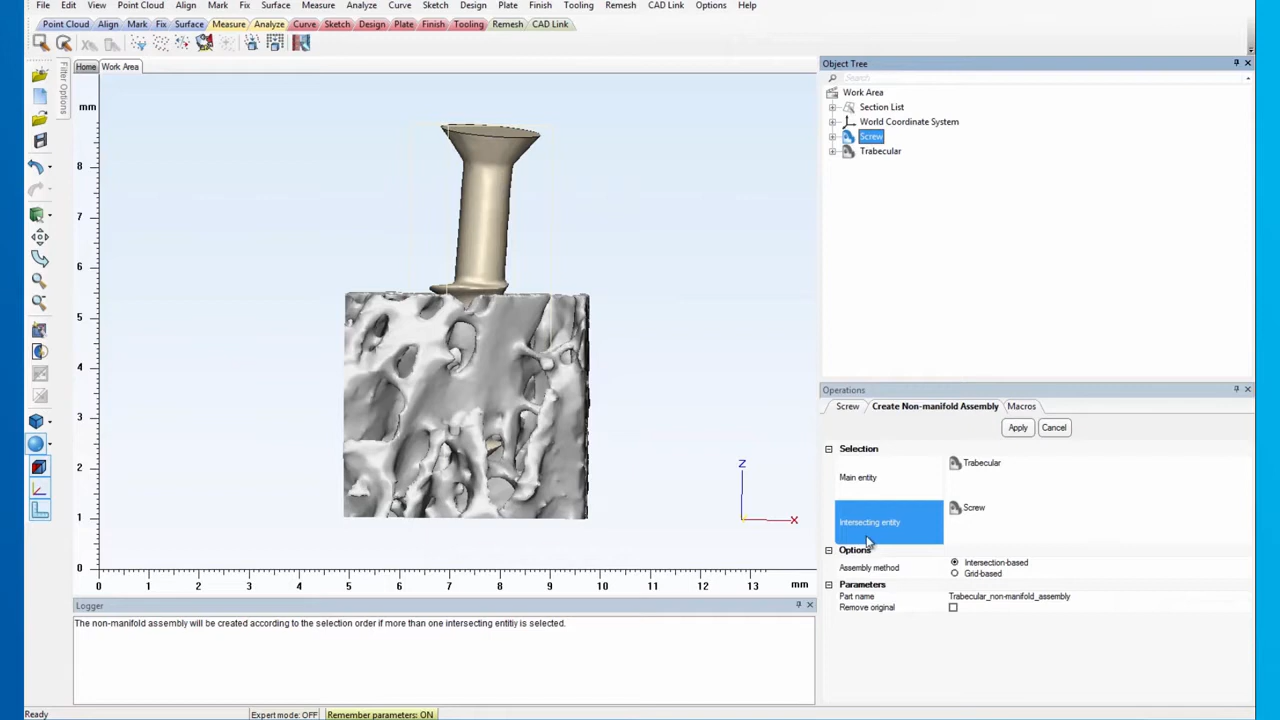 File Edit View Point Cloud Align Mark Fix Surface Measure Analyze Curve Sketch Design Plate Finish Tooling Remesh CAD Link Options Help
Point Cloud Align Mark Fix Surface Measure Analyze Curve Sketch Design Plate Finish Tooling Remesh CAD Link
Home Work Area
Filter Options
mm
8
7
6
5
4
3
2
1
0
0 1 2 3 4 5 6 7 8 9 10 11 12 13 mm
Z
X
Object Tree
Search
Work Area
Section List
World Coordinate System
Screw
Trabecular
Operations
Screw Create Non-manifold Assembly Macros
Apply Cancel
Selection
Main entity Trabecular
Intersecting entity Screw
Options
Assembly method Intersection-based
Grid-based
Parameters
Part name Trabecular_non-manifold_assembly
Remove original
Logger
The non-manifold assembly will be created according to the selection order if more than one intersecting entitiy is selected.
Ready Expert mode: OFF Remember parameters: ON